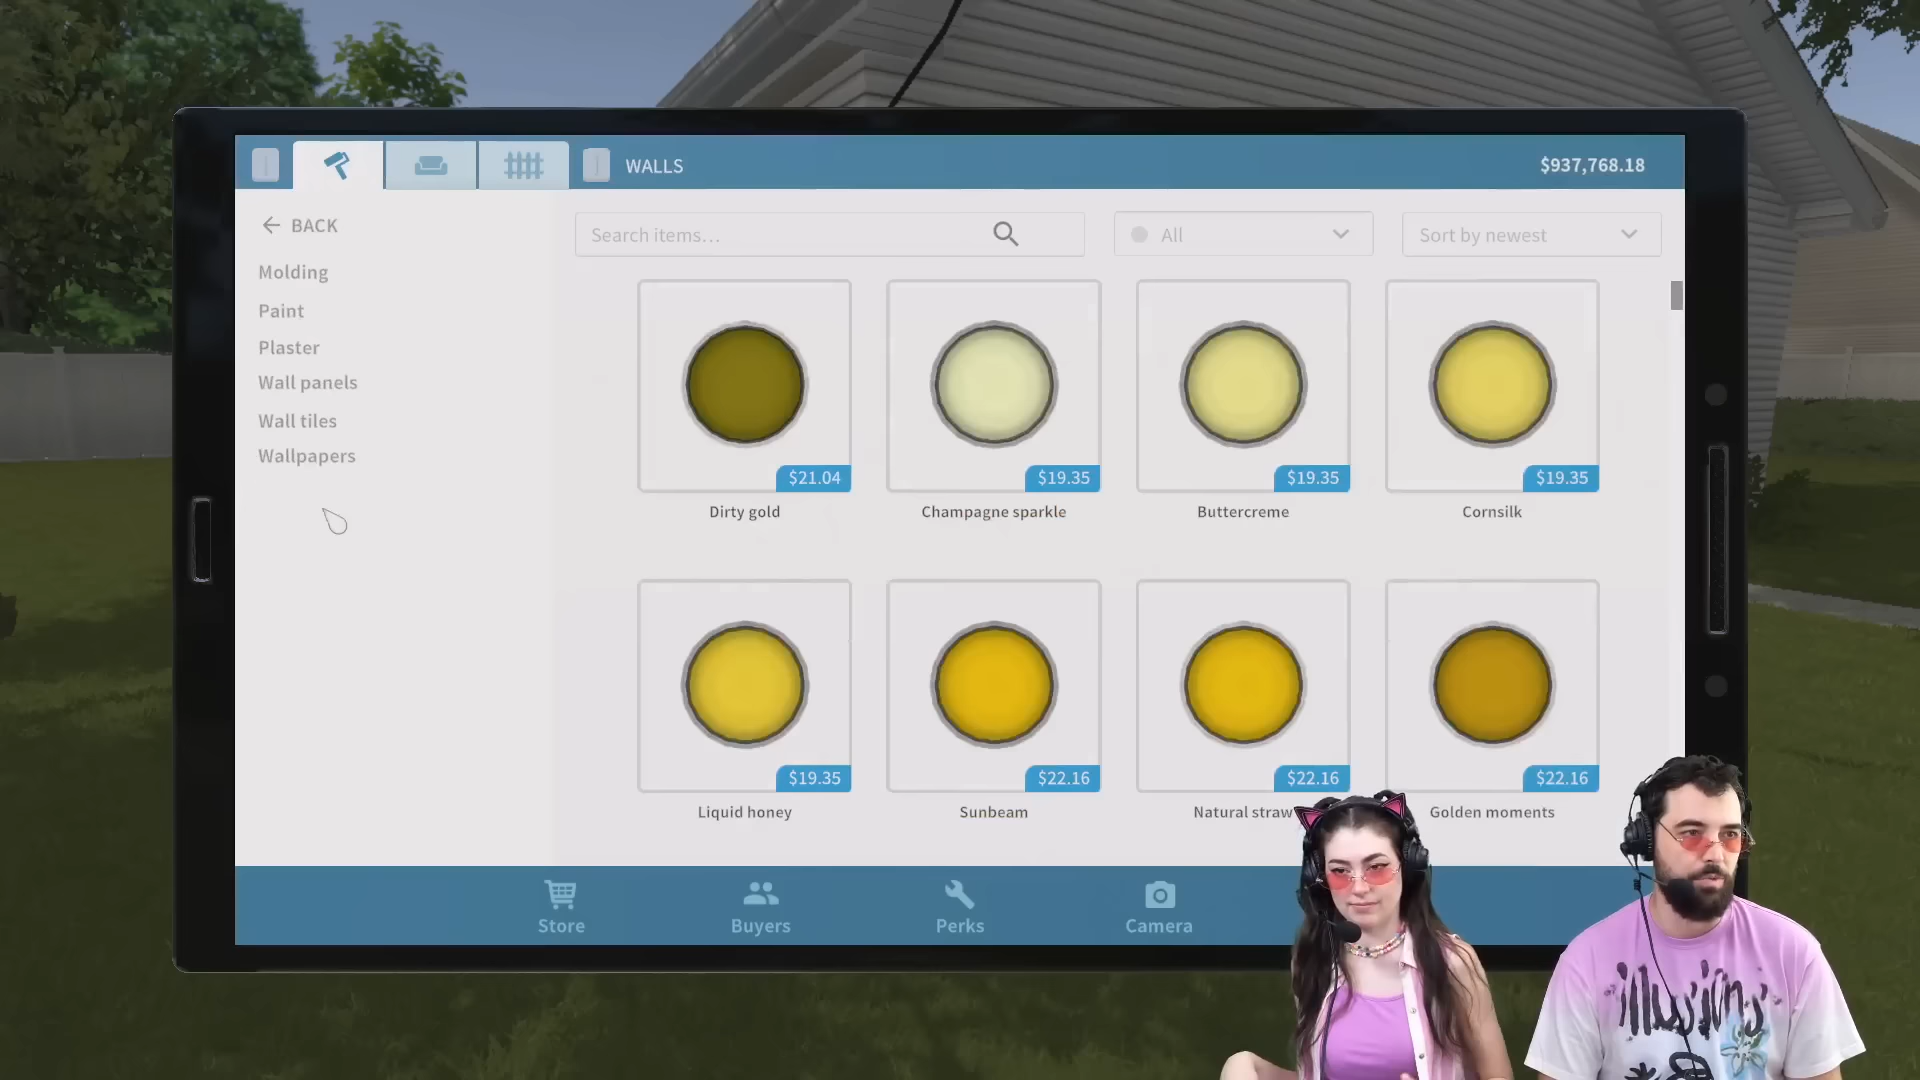 WALLS
$937,768.18
BACK
Search items...
All
Sort by newest
Molding
Paint
Plaster
Wall panels
Wall tiles
Wallpapers
$21.04
$19.35
$19.35
$19.35
Dirty gold
Champagne sparkle
Buttercreme
Cornsilk
$19.35
$22.16
$22.16
$22.16
Liquid honey
Sunbeam
Natural straw
Golden moments
Store
Buyers
Perks
Camera
illusions